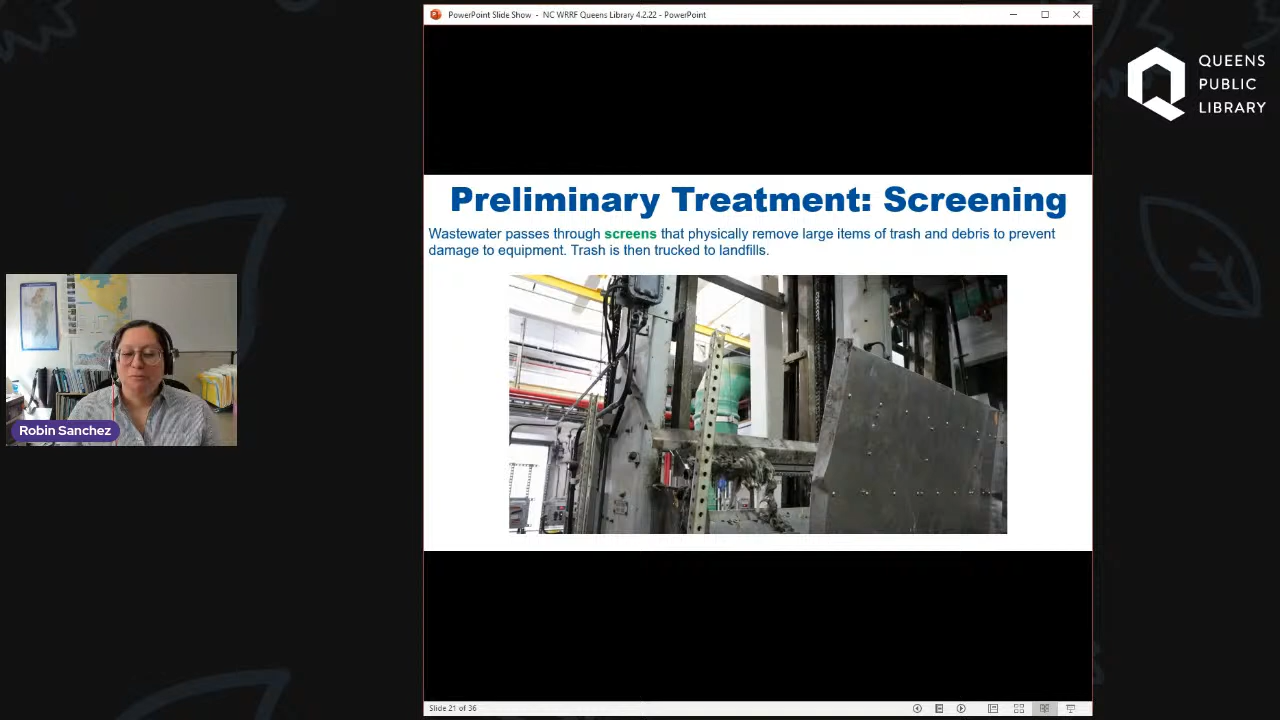 PowerPoint Slide Show - NC WRRF Queens Library 4.2.22 - PowerPoint
QUEENS
PUBLIC
LIBRARY
Preliminary Treatment: Screening
Wastewater passes through screens that physically remove large items of trash and debris to prevent
damage to equipment. Trash is then trucked to landfills.
Robin Sanchez
Slide 21 of 36